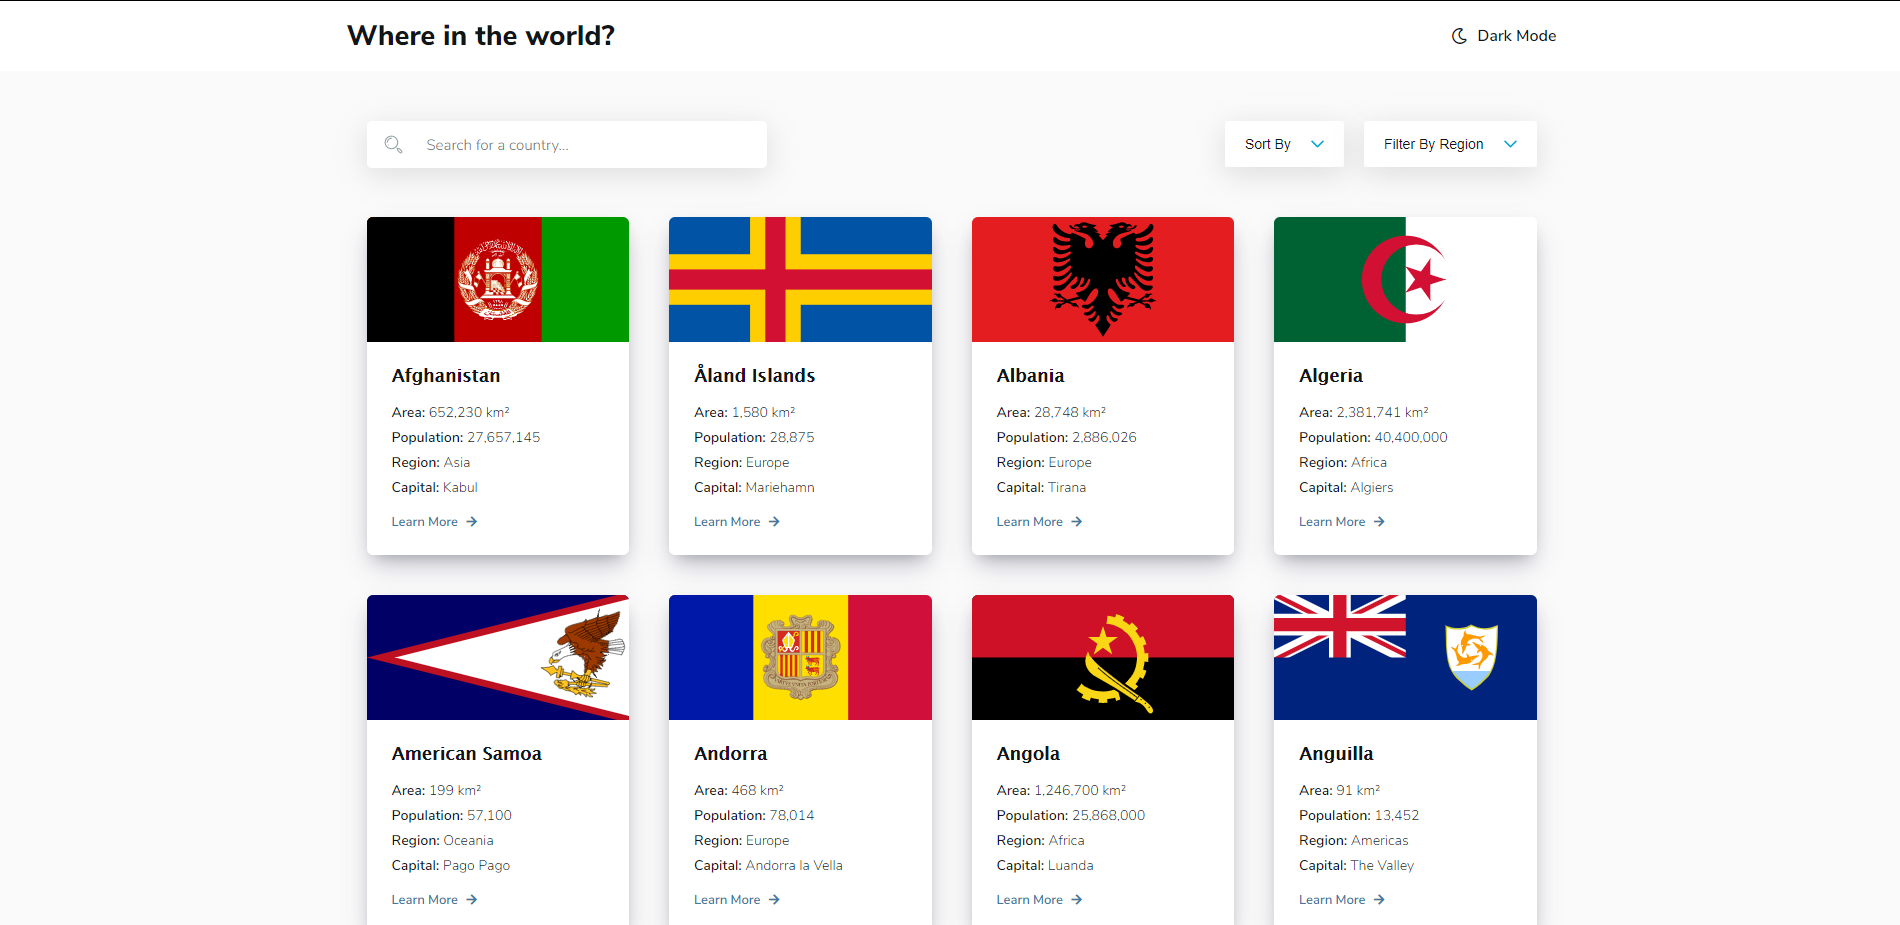 Where in the world?
Dark Mode
Search for a country...
Sort By
Filter By Region
Afghanistan
Area: 652,230 km²
Population: 27,657,145
Region: Asia
Capital: Kabul
Learn More
Åland Islands
Area: 1,580 km²
Population: 28,875
Region: Europe
Capital: Mariehamn
Learn More
Albania
Area: 28,748 km²
Population: 2,886,026
Region: Europe
Capital: Tirana
Learn More
Algeria
Area: 2,381,741 km²
Population: 40,400,000
Region: Africa
Capital: Algiers
Learn More
American Samoa
Area: 199 km²
Population: 57,100
Region: Oceania
Capital: Pago Pago
Learn More
Andorra
Area: 468 km²
Population: 78,014
Region: Europe
Capital: Andorra la Vella
Learn More
Angola
Area: 1,246,700 km²
Population: 25,868,000
Region: Africa
Capital: Luanda
Learn More
Anguilla
Area: 91 km²
Population: 13,452
Region: Americas
Capital: The Valley
Learn More